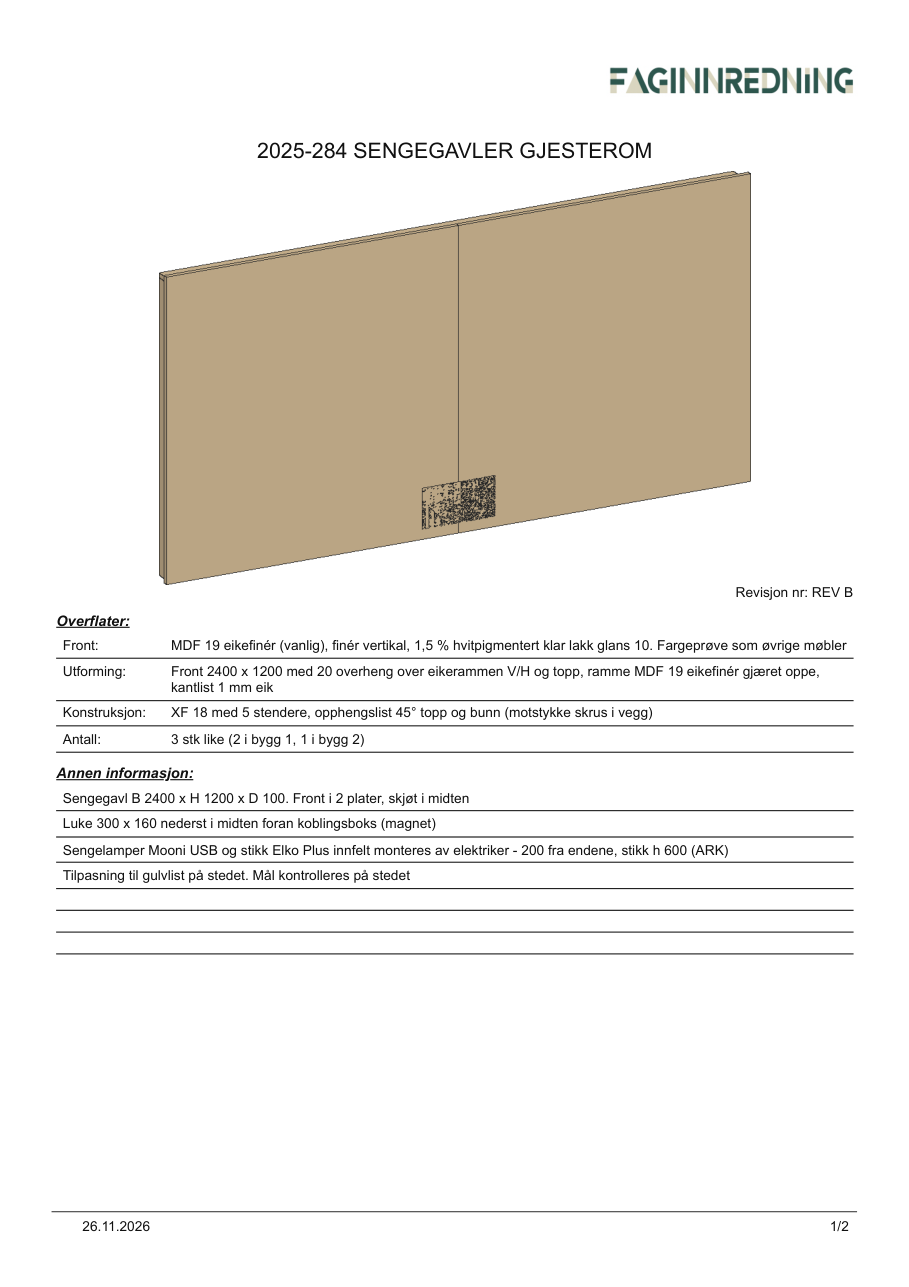 FAGINNREDNING
2025-284 SENGEGAVLER GJESTEROM
Revisjon nr: REV B
Overflater:
Front: MDF 19 eikefinér (vanlig), finér vertikal, 1,5 % hvitpigmentert klar lakk glans 10. Fargeprøve som øvrige møbler
Utforming: Front 2400 x 1200 med 20 overheng over eikerammen V/H og topp, ramme MDF 19 eikefinér gjæret oppe,
kantlist 1 mm eik
Konstruksjon: XF 18 med 5 stendere, opphengslist 45° topp og bunn (motstykke skrus i vegg)
Antall: 3 stk like (2 i bygg 1, 1 i bygg 2)
Annen informasjon:
Sengegavl B 2400 x H 1200 x D 100. Front i 2 plater, skjøt i midten
Luke 300 x 160 nederst i midten foran koblingsboks (magnet)
Sengelamper Mooni USB og stikk Elko Plus innfelt monteres av elektriker - 200 fra endene, stikk h 600 (ARK)
Tilpasning til gulvlist på stedet. Mål kontrolleres på stedet
26.11.2026 1/2